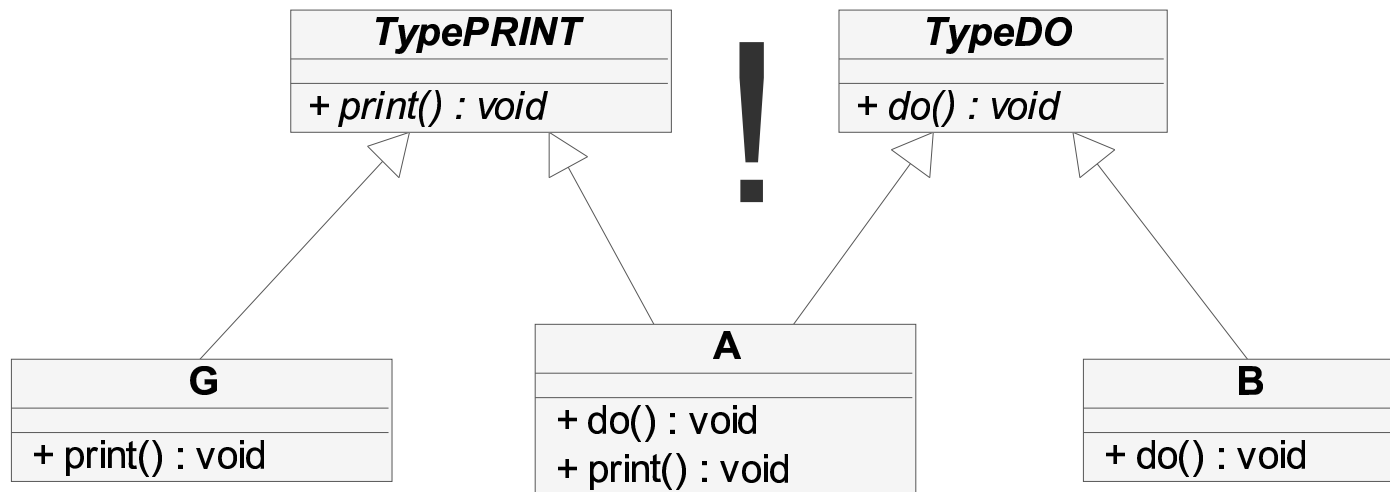 TypePRINT
+ print() : void
!
TypeDO
+ do() : void
G
+ print() : void
A
+ do() : void
+ print() : void
B
+ do() : void